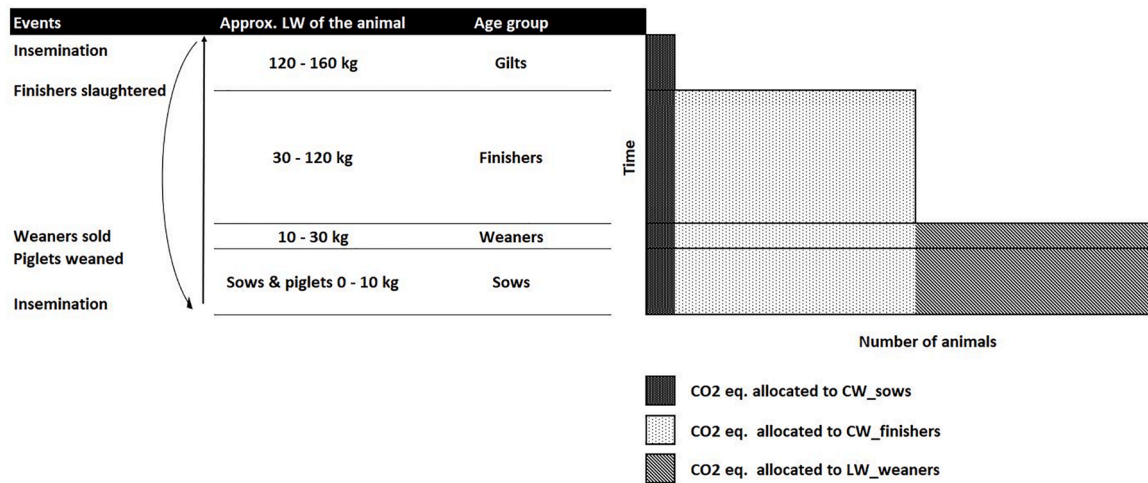 Events Approx. LW of the animal Age group
Insemination
120 - 160 kg Gilts
Finishers slaughtered
30 - 120 kg Finishers
Time
Weaners sold
10 - 30 kg Weaners
Piglets weaned
Sows & piglets 0 - 10 kg Sows
Insemination
Number of animals
CO2 eq. allocated to CW_sows
CO2 eq. allocated to CW_finishers
CO2 eq. allocated to LW_weaners